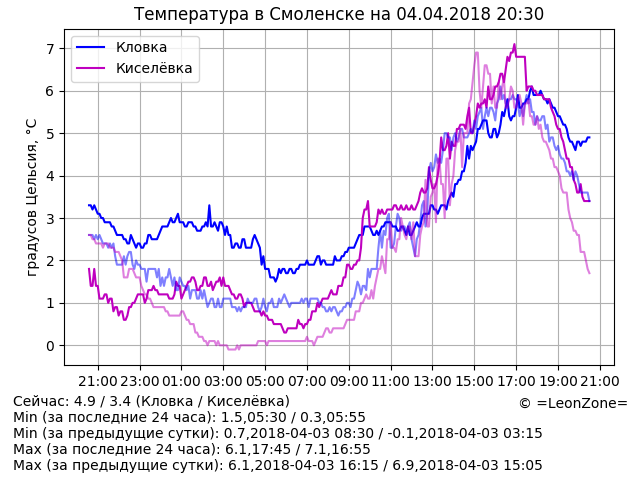 Температура в Смоленске на 04.04.2018 20:30
Кловка
Киселёвка
градусов Цельсия, °C
7
6
5
4
3
2
1
0
21:00 23:00 01:00 03:00 05:00 07:00 09:00 11:00 13:00 15:00 17:00 19:00 21:00
Сейчас: 4.9 / 3.4 (Кловка / Киселёвка)
© =LeonZone=
Min (за последние 24 часа): 1.5,05:30 / 0.3,05:55
Min (за предыдущие сутки): 0.7,2018-04-03 08:30 / -0.1,2018-04-03 03:15
Max (за последние 24 часа): 6.1,17:45 / 7.1,16:55
Max (за предыдущие сутки): 6.1,2018-04-03 16:15 / 6.9,2018-04-03 15:05